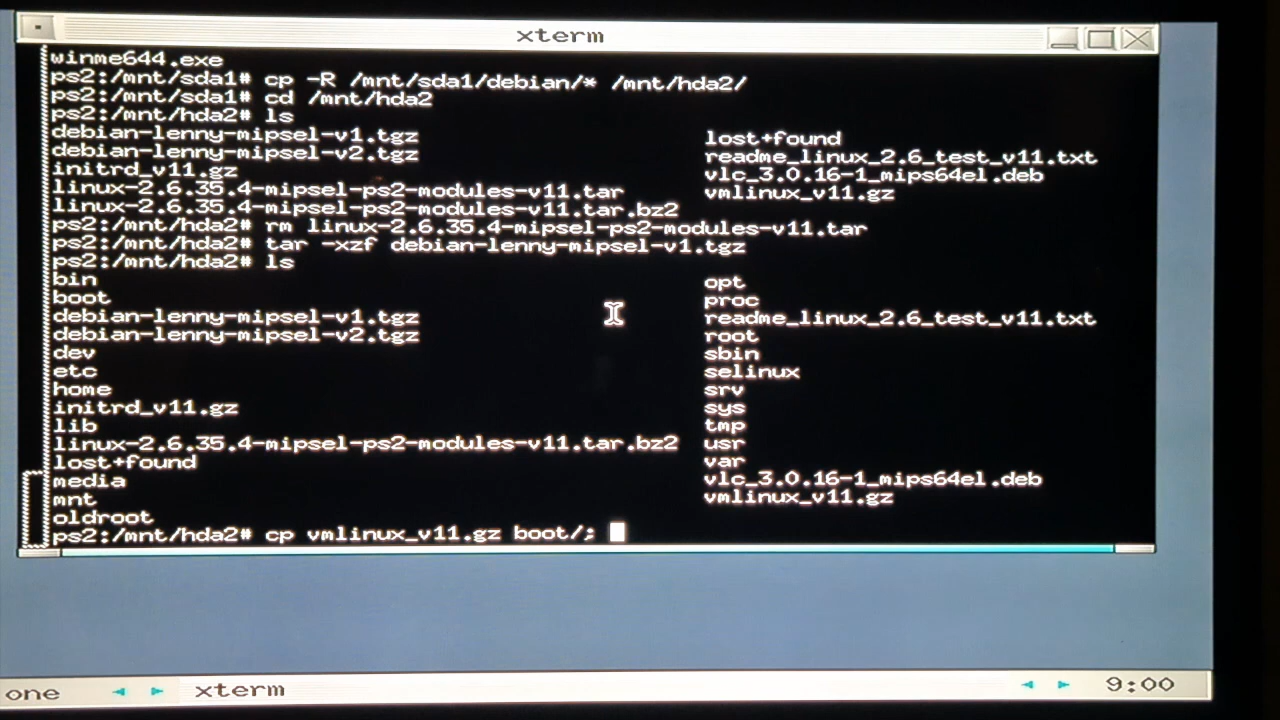 xterm
winme644.exe
ps2:/mnt/sda1# cp -R /mnt/sda1/debian/* /mnt/hda2/
ps2:/mnt/sda1# cd /mnt/hda2
ps2:/mnt/hda2# ls
debian-lenny-mipsel-v1.tgz lost+found
debian-lenny-mipsel-v2.tgz readme_linux_2.6_test_v11.txt
initrd_v11.gz vlc_3.0.16-1_mips64el.deb
linux-2.6.35.4-mipsel-ps2-modules-v11.tar vmlinux_v11.gz
linux-2.6.35.4-mipsel-ps2-modules-v11.tar.bz2
ps2:/mnt/hda2# rm linux-2.6.35.4-mipsel-ps2-modules-v11.tar
ps2:/mnt/hda2# tar -xzf debian-lenny-mipsel-v1.tgz
ps2:/mnt/hda2# ls
bin opt
boot proc
debian-lenny-mipsel-v1.tgz readme_linux_2.6_test_v11.txt
debian-lenny-mipsel-v2.tgz root
dev sbin
etc selinux
home srv
initrd_v11.gz sys
lib tmp
linux-2.6.35.4-mipsel-ps2-modules-v11.tar.bz2 usr
lost+found var
media vlc_3.0.16-1_mips64el.deb
mnt vmlinux_v11.gz
oldroot
ps2:/mnt/hda2# cp vmlinux_v11.gz boot/;
one xterm 9:00